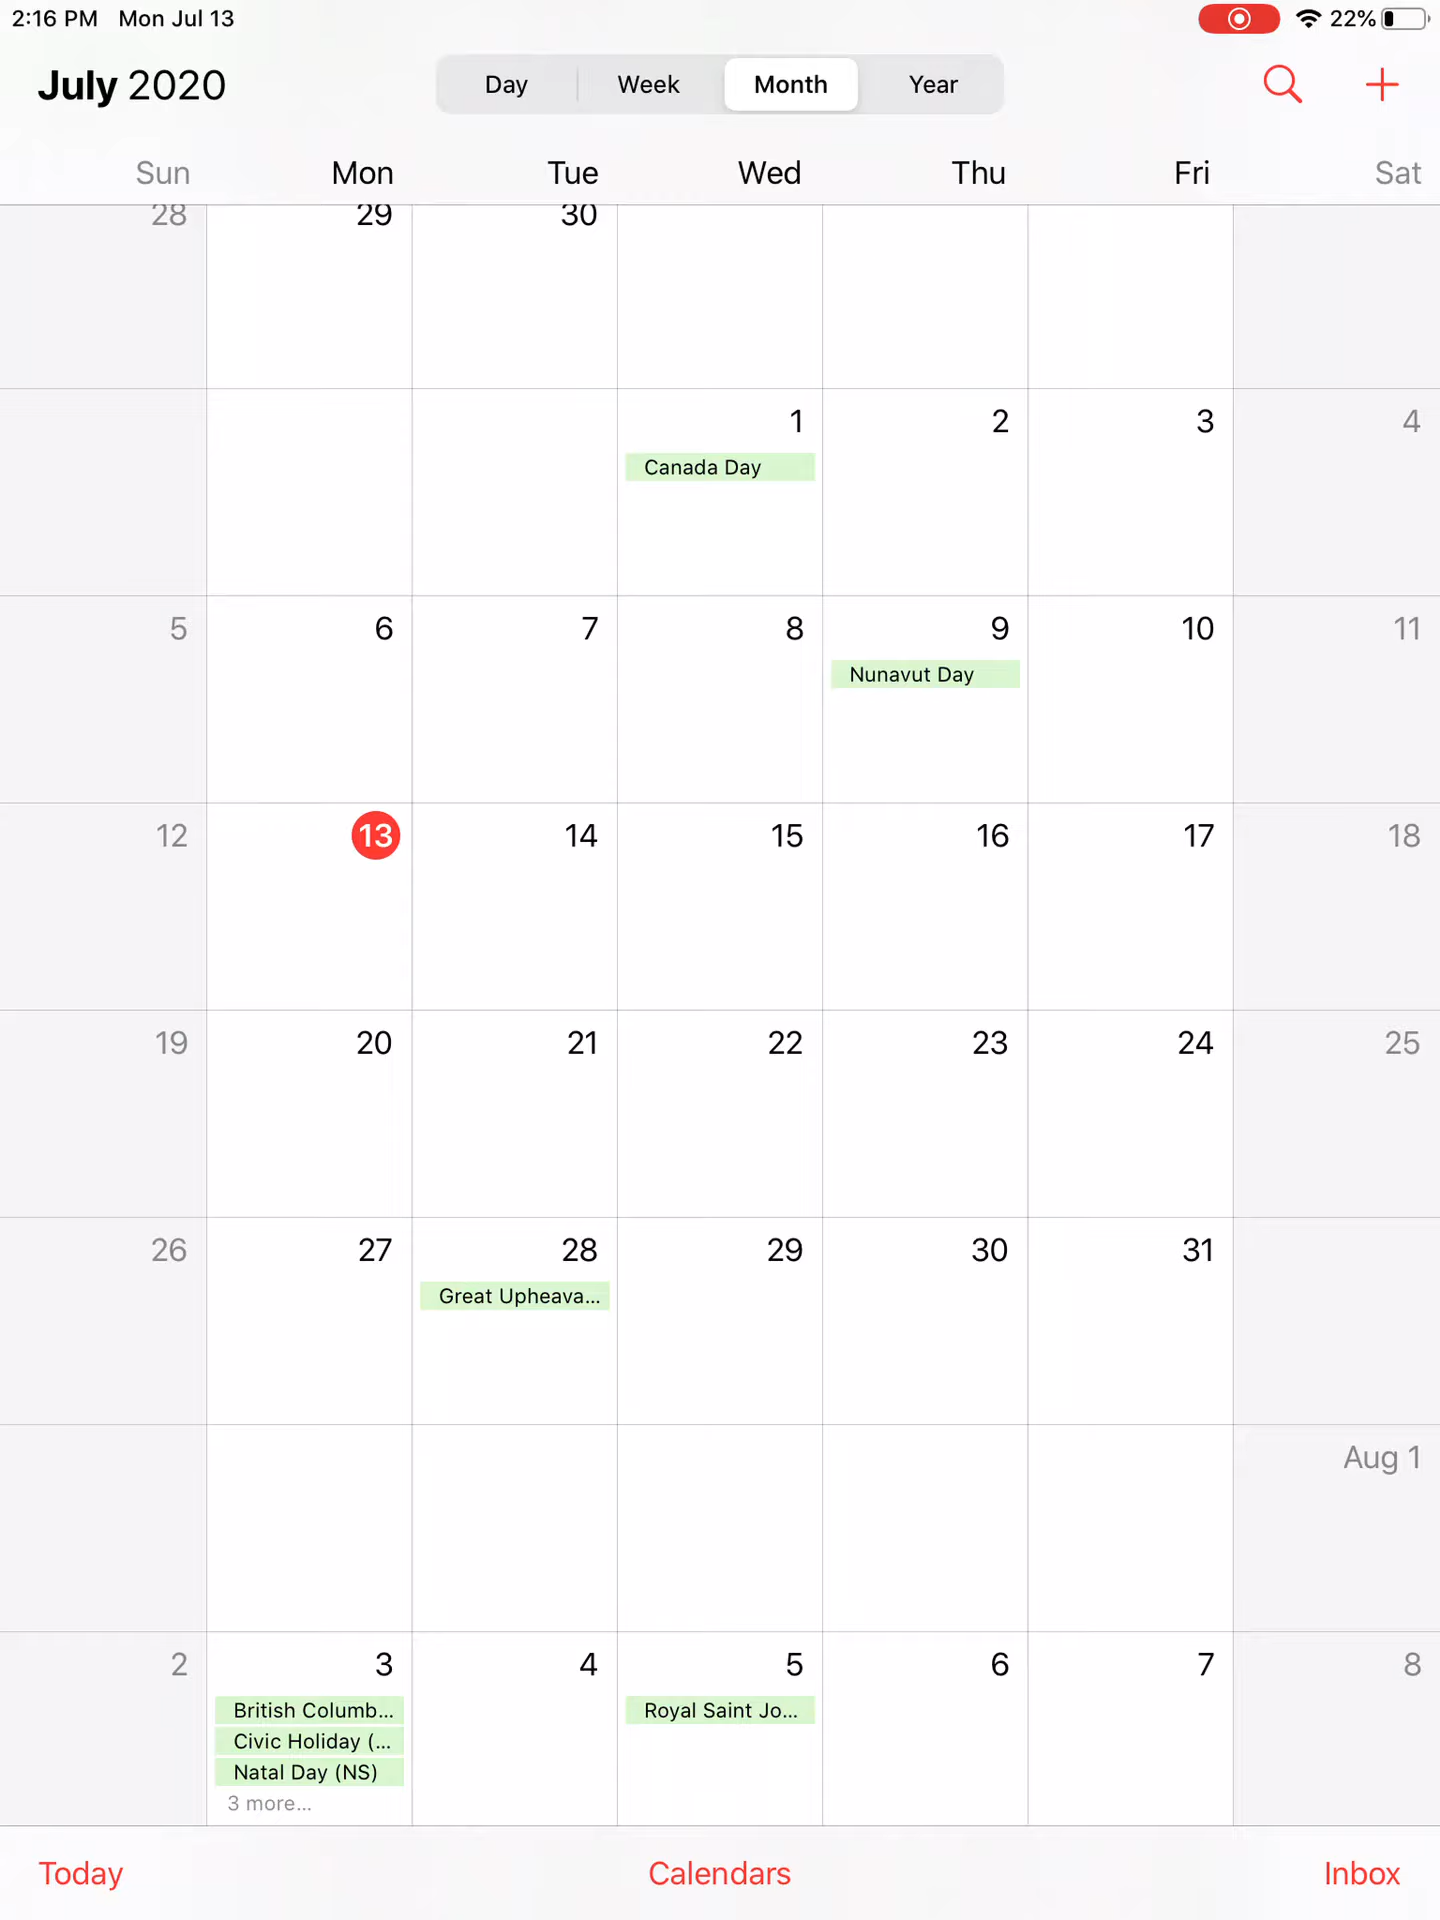 2:16 PM Mon Jul 13 22%
July 2020 Day Week Month Year
Sun Mon Tue Wed Thu Fri Sat
28 29 30
1 2 3 4
Canada Day
5 6 7 8 9 10 11
Nunavut Day
12 13 14 15 16 17 18
19 20 21 22 23 24 25
26 27 28 29 30 31
Great Upheava...
Aug 1
2 3 4 5 6 7 8
British Columb... Royal Saint Jo...
Civic Holiday (...
Natal Day (NS)
3 more...
Today Calendars Inbox